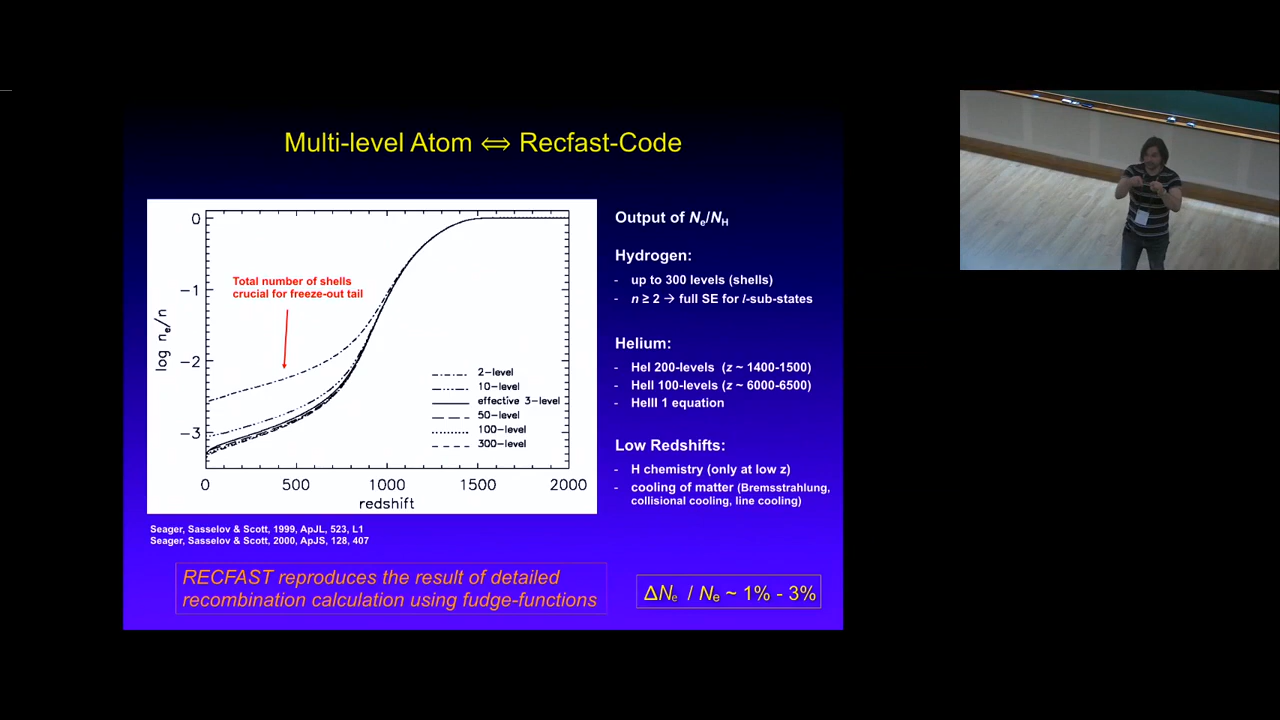 Multi-level Atom ⇔ Recfast-Code
Total number of shells
crucial for freeze-out tail
log nₑ/n
0
−1
−2
−3
2−level
10−level
effective 3−level
50−level
100−level
300−level
0 500 1000 1500 2000
redshift
Seager, Sasselov & Scott, 1999, ApJL, 523, L1
Seager, Sasselov & Scott, 2000, ApJS, 128, 407
Output of Nₑ/N_H
Hydrogen:
- up to 300 levels (shells)
- n ≥ 2 → full SE for l-sub-states
Helium:
- HeI 200-levels (z ~ 1400-1500)
- HeII 100-levels (z ~ 6000-6500)
- HeIII 1 equation
Low Redshifts:
- H chemistry (only at low z)
- cooling of matter (Bremsstrahlung,
collisional cooling, line cooling)
RECFAST reproduces the result of detailed
recombination calculation using fudge-functions
ΔNₑ / Nₑ ~ 1% - 3%